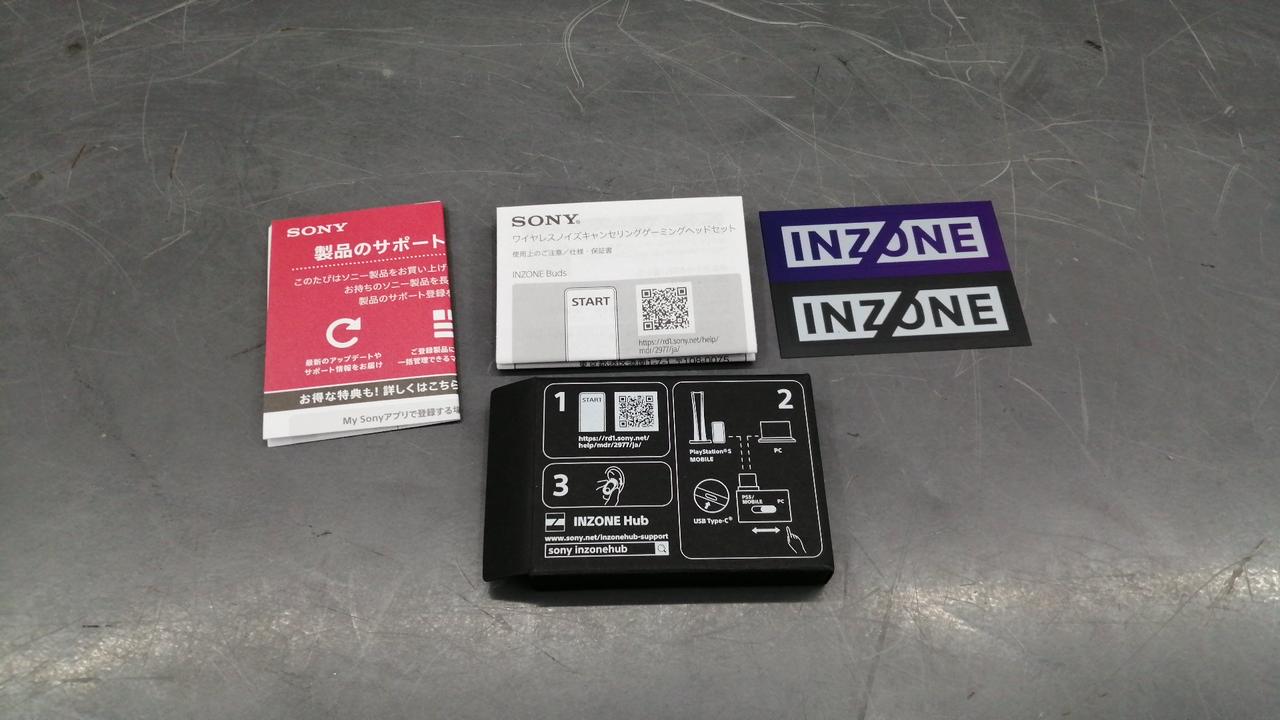 SONY
製品のサポート
このたびはソニー製品をお買い上げ
お持ちのソニー製品を長
製品のサポート登録
最新のアップデートや
サポート情報をお届け
ご登録製品
一括管理できる
お得な特典も! 詳しくはこちら
My Sonyアプリで登録する
SONY®
ワイヤレスノイズキャンセリングゲーミングヘッドセット
使用上のご注意/仕様・保証書
INZONE Buds
START
https://rd1.sony.net/help/
mdr/2977/ja/
108-0075
INZONE
INZONE
1
START
https://rd1.sony.net/
help/mdr/2977/ja/
3
INZONE Hub
www.sony.net/inzonehub-support
sony inzonehub
2
PlayStation®5
MOBILE
PC
PS5/
MOBILE
PC
USB Type-C®